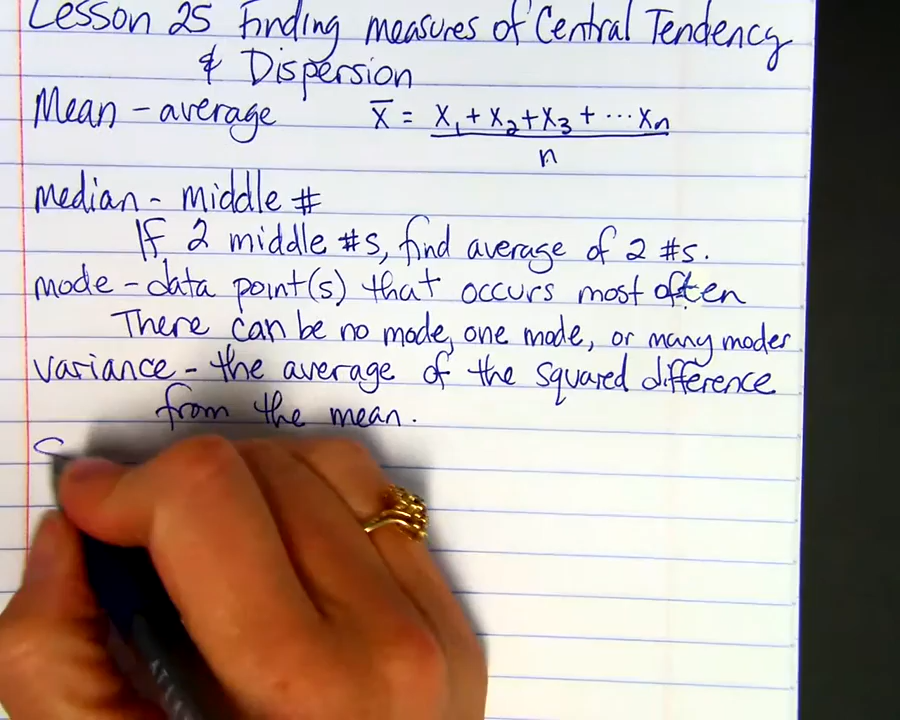 Lesson 25 Finding measures of Central Tendency
& Dispersion
Mean - average x̄ = x₁ + x₂ + x₃ + ... xₙ
n
median - middle #
If 2 middle #s, find average of 2 #s.
mode - data point(s) that occurs most often
There can be no mode, one mode, or many modes
variance - the average of the squared difference
from the mean.